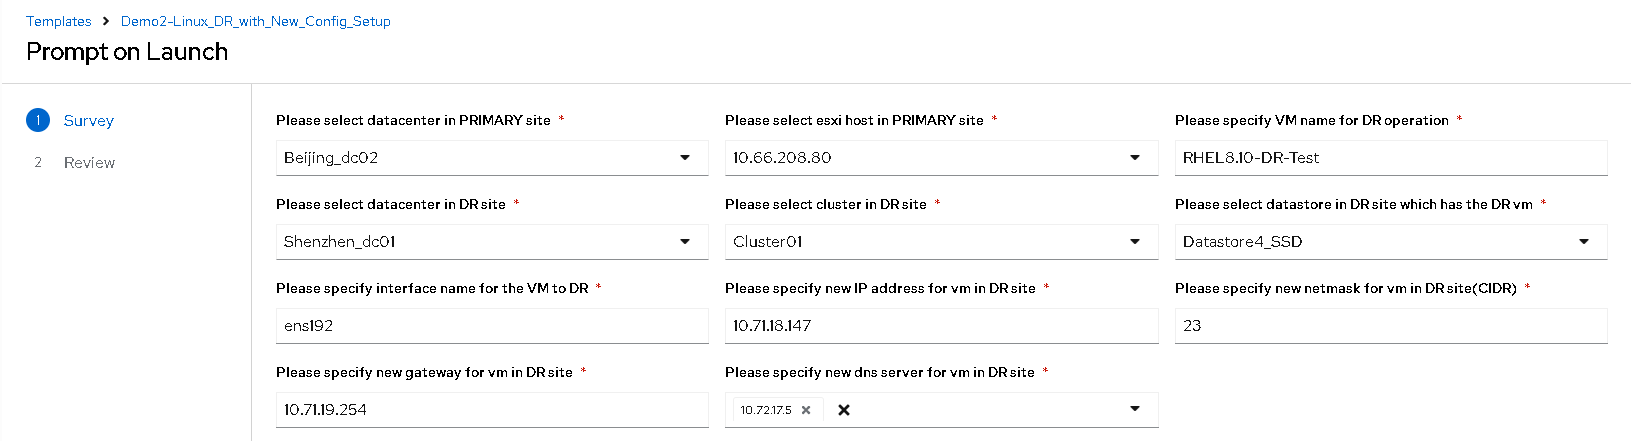 Templates > Demo2-Linux_DR_with_New_Config_Setup
Prompt on Launch
1 Survey
2 Review
Please select datacenter in PRIMARY site *
Beijing_dc02
Please select esxi host in PRIMARY site *
10.66.208.80
Please specify VM name for DR operation *
RHEL8.10-DR-Test
Please select datacenter in DR site *
Shenzhen_dc01
Please select cluster in DR site *
Cluster01
Please select datastore in DR site which has the DR vm *
Datastore4_SSD
Please specify interface name for the VM to DR *
ens192
Please specify new IP address for vm in DR site *
10.71.18.147
Please specify new netmask for vm in DR site(CIDR) *
23
Please specify new gateway for vm in DR site *
10.71.19.254
Please specify new dns server for vm in DR site *
10.72.17.5